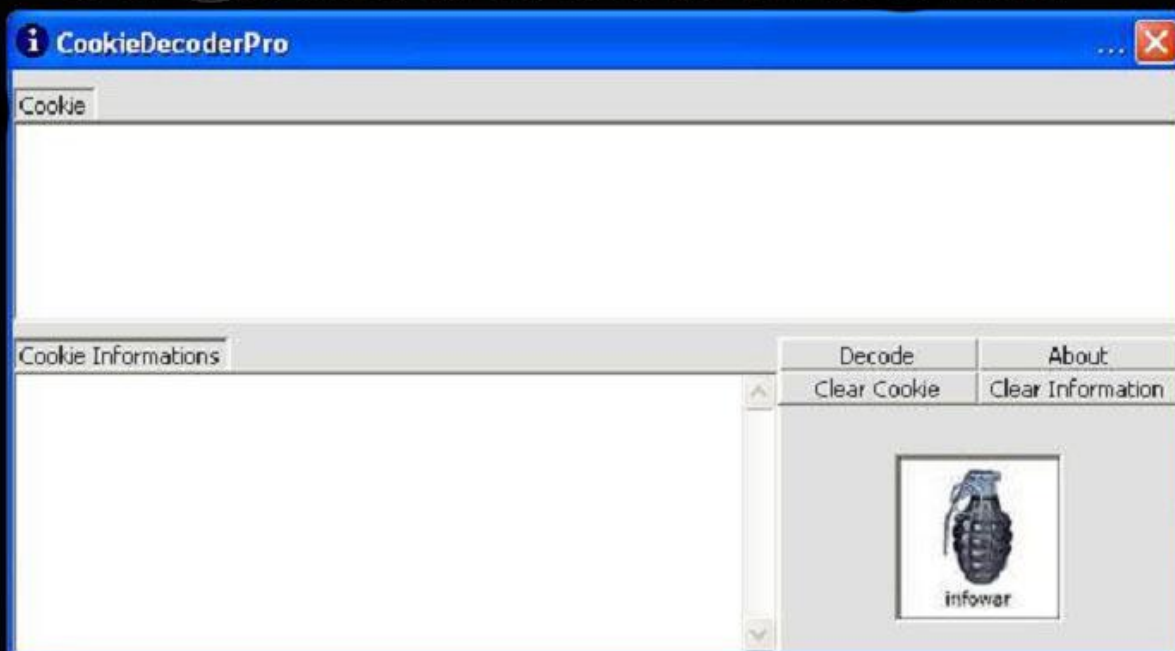 i CookieDecoderPro ...
Cookie
Cookie Informations
Decode About
Clear Cookie Clear Information
infowar